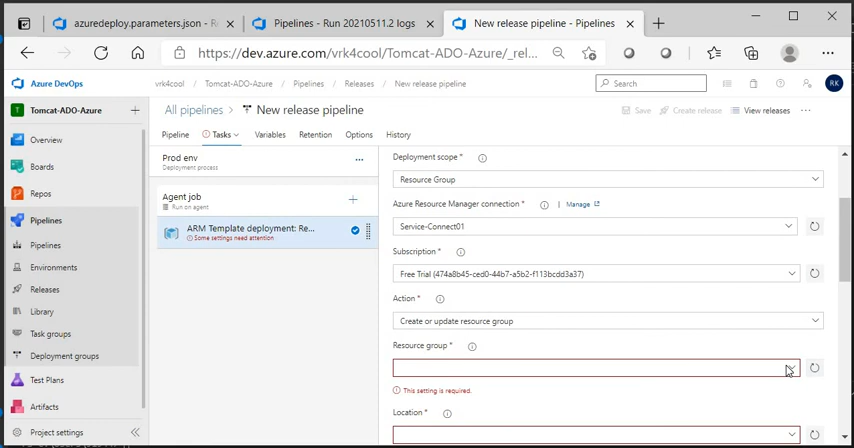 azuredeploy.parameters.json - Re
Pipelines - Run 20210511.2 logs
New release pipeline - Pipelines
https://dev.azure.com/vrk4cool/Tomcat-ADO-Azure/_rel...
Azure DevOps
vrk4cool / Tomcat-ADO-Azure / Pipelines / Releases / New release pipeline
Search
RK
T Tomcat-ADO-Azure
All pipelines > New release pipeline
Save
Create release
View releases
Pipeline
Tasks
Variables
Retention
Options
History
Overview
Boards
Repos
Pipelines
Pipelines
Environments
Releases
Library
Task groups
Deployment groups
Test Plans
Artifacts
Project settings
Prod env
Deployment process
Agent job
Run on agent
ARM Template deployment: Re...
Some settings need attention
Deployment scope *
Resource Group
Azure Resource Manager connection * | Manage
Service-Connect01
Subscription *
Free Trial (474a8b45-ced0-44b7-a5b2-f113bcdd3a37)
Action *
Create or update resource group
Resource group *
This setting is required.
Location *